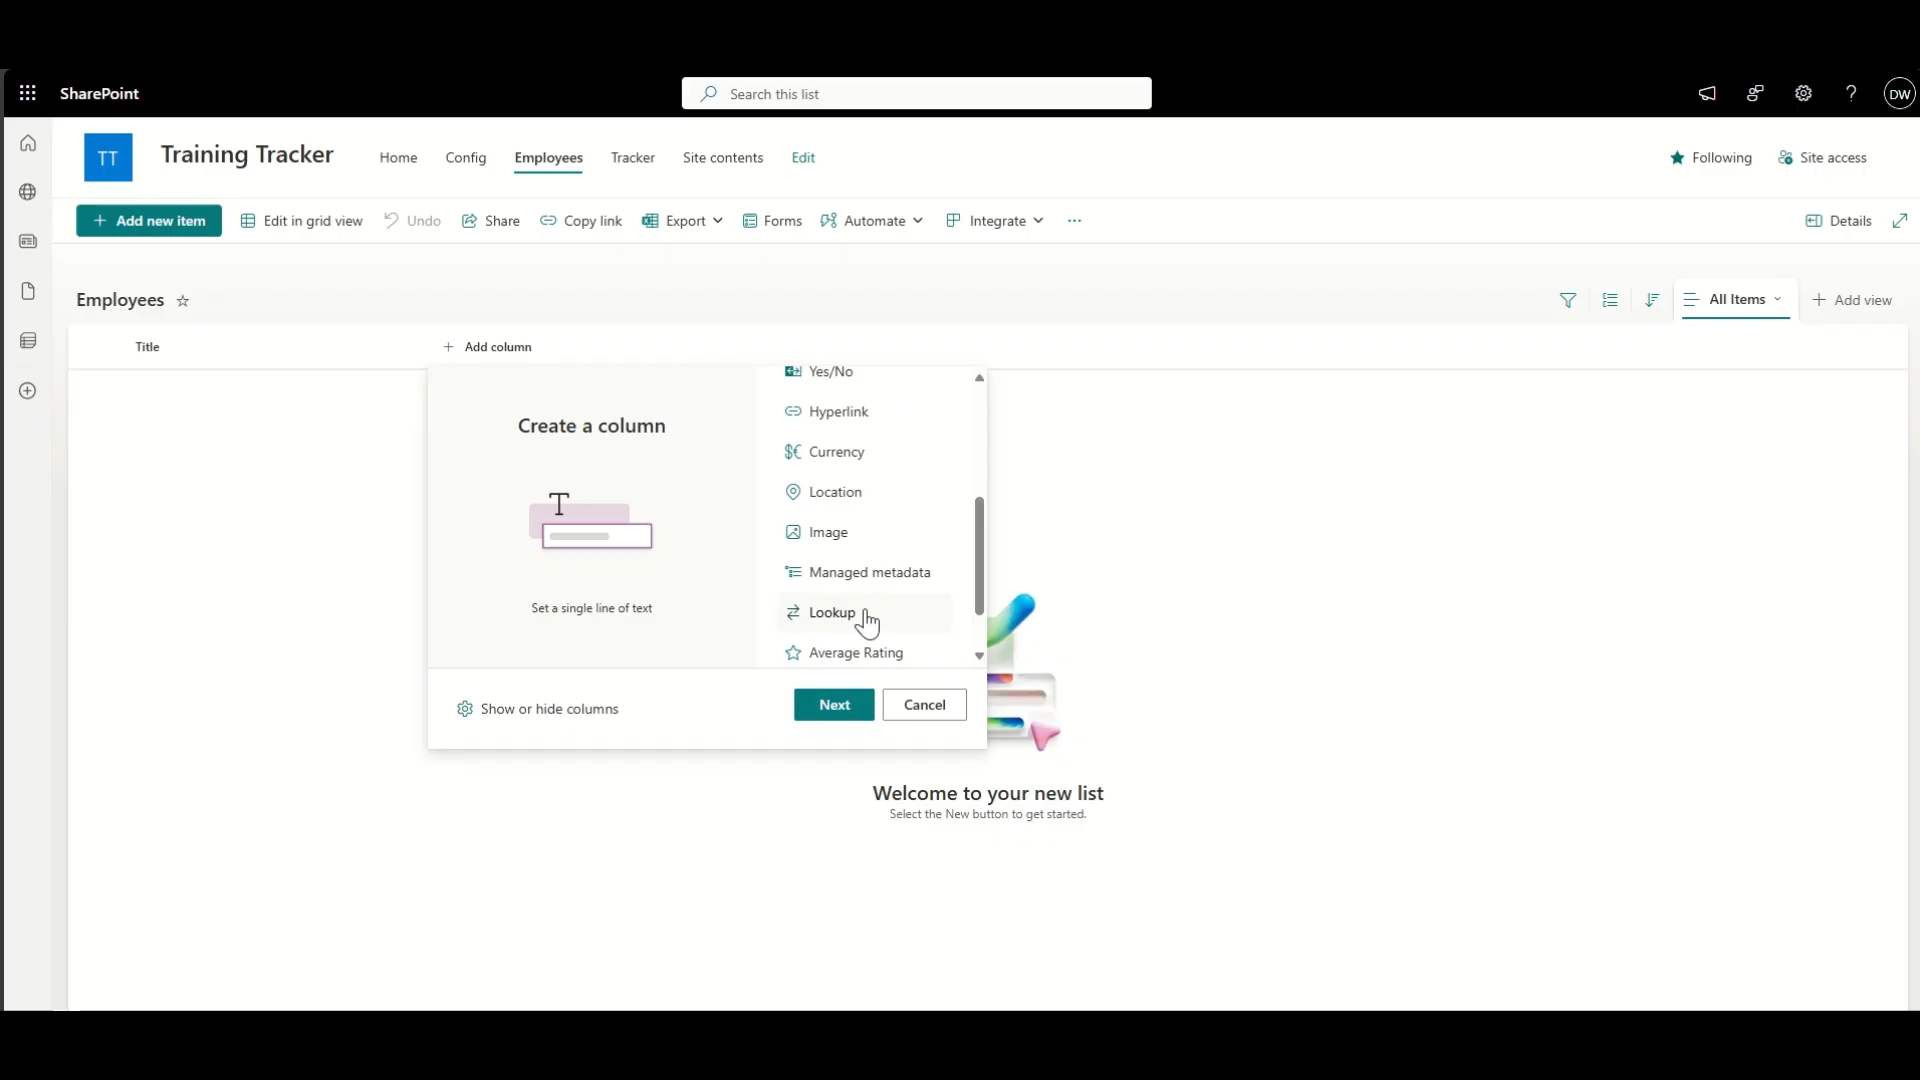 SharePoint
Search this list
DW
TT
Training Tracker
Home
Config
Employees
Tracker
Site contents
Edit
Following
Site access
Add new item
Edit in grid view
Undo
Share
Copy link
Export
Forms
Automate
Integrate
Details
Employees
All Items
Add view
Title
Add column
Create a column
T
Set a single line of text
Yes/No
Hyperlink
Currency
Location
Image
Managed metadata
Lookup
Average Rating
Show or hide columns
Next
Cancel
Welcome to your new list
Select the New button to get started.